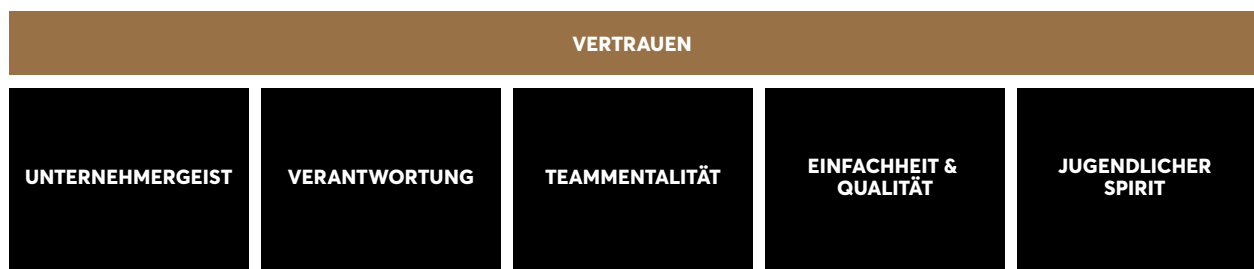 VERTRAUEN
UNTERNEHMERGEIST
VERANTWORTUNG
TEAMMENTALITÄT
EINFACHHEIT &
QUALITÄT
JUGENDLICHER
SPIRIT